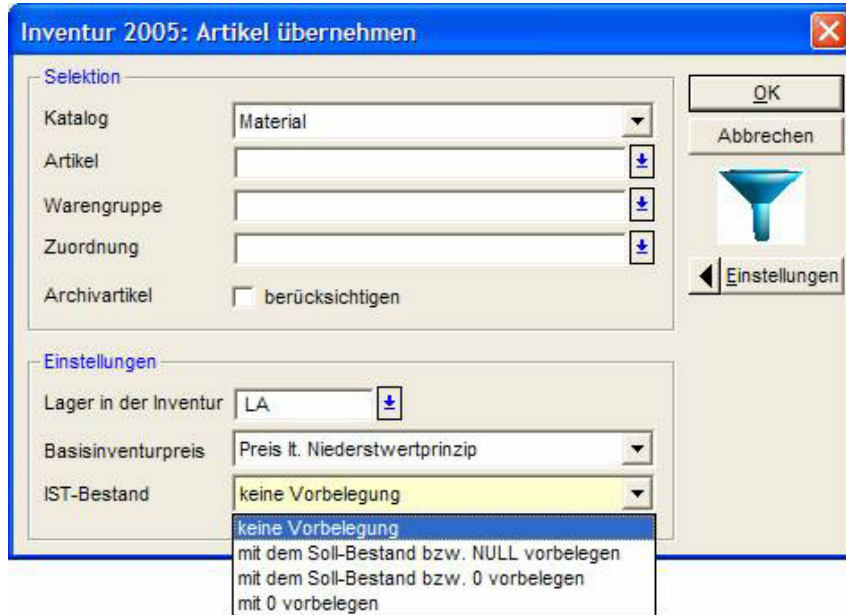 Inventur 2005: Artikel übernehmen
Selektion
Katalog Material
Artikel
Warengruppe
Zuordnung
Archivartikel berücksichtigen
OK
Abbrechen
Einstellungen
Einstellungen
Lager in der Inventur LA
Basisinventurpreis Preis lt. Niederstwertprinzip
IST-Bestand keine Vorbelegung
keine Vorbelegung
mit dem Soll-Bestand bzw. NULL vorbelegen
mit dem Soll-Bestand bzw. 0 vorbelegen
mit 0 vorbelegen